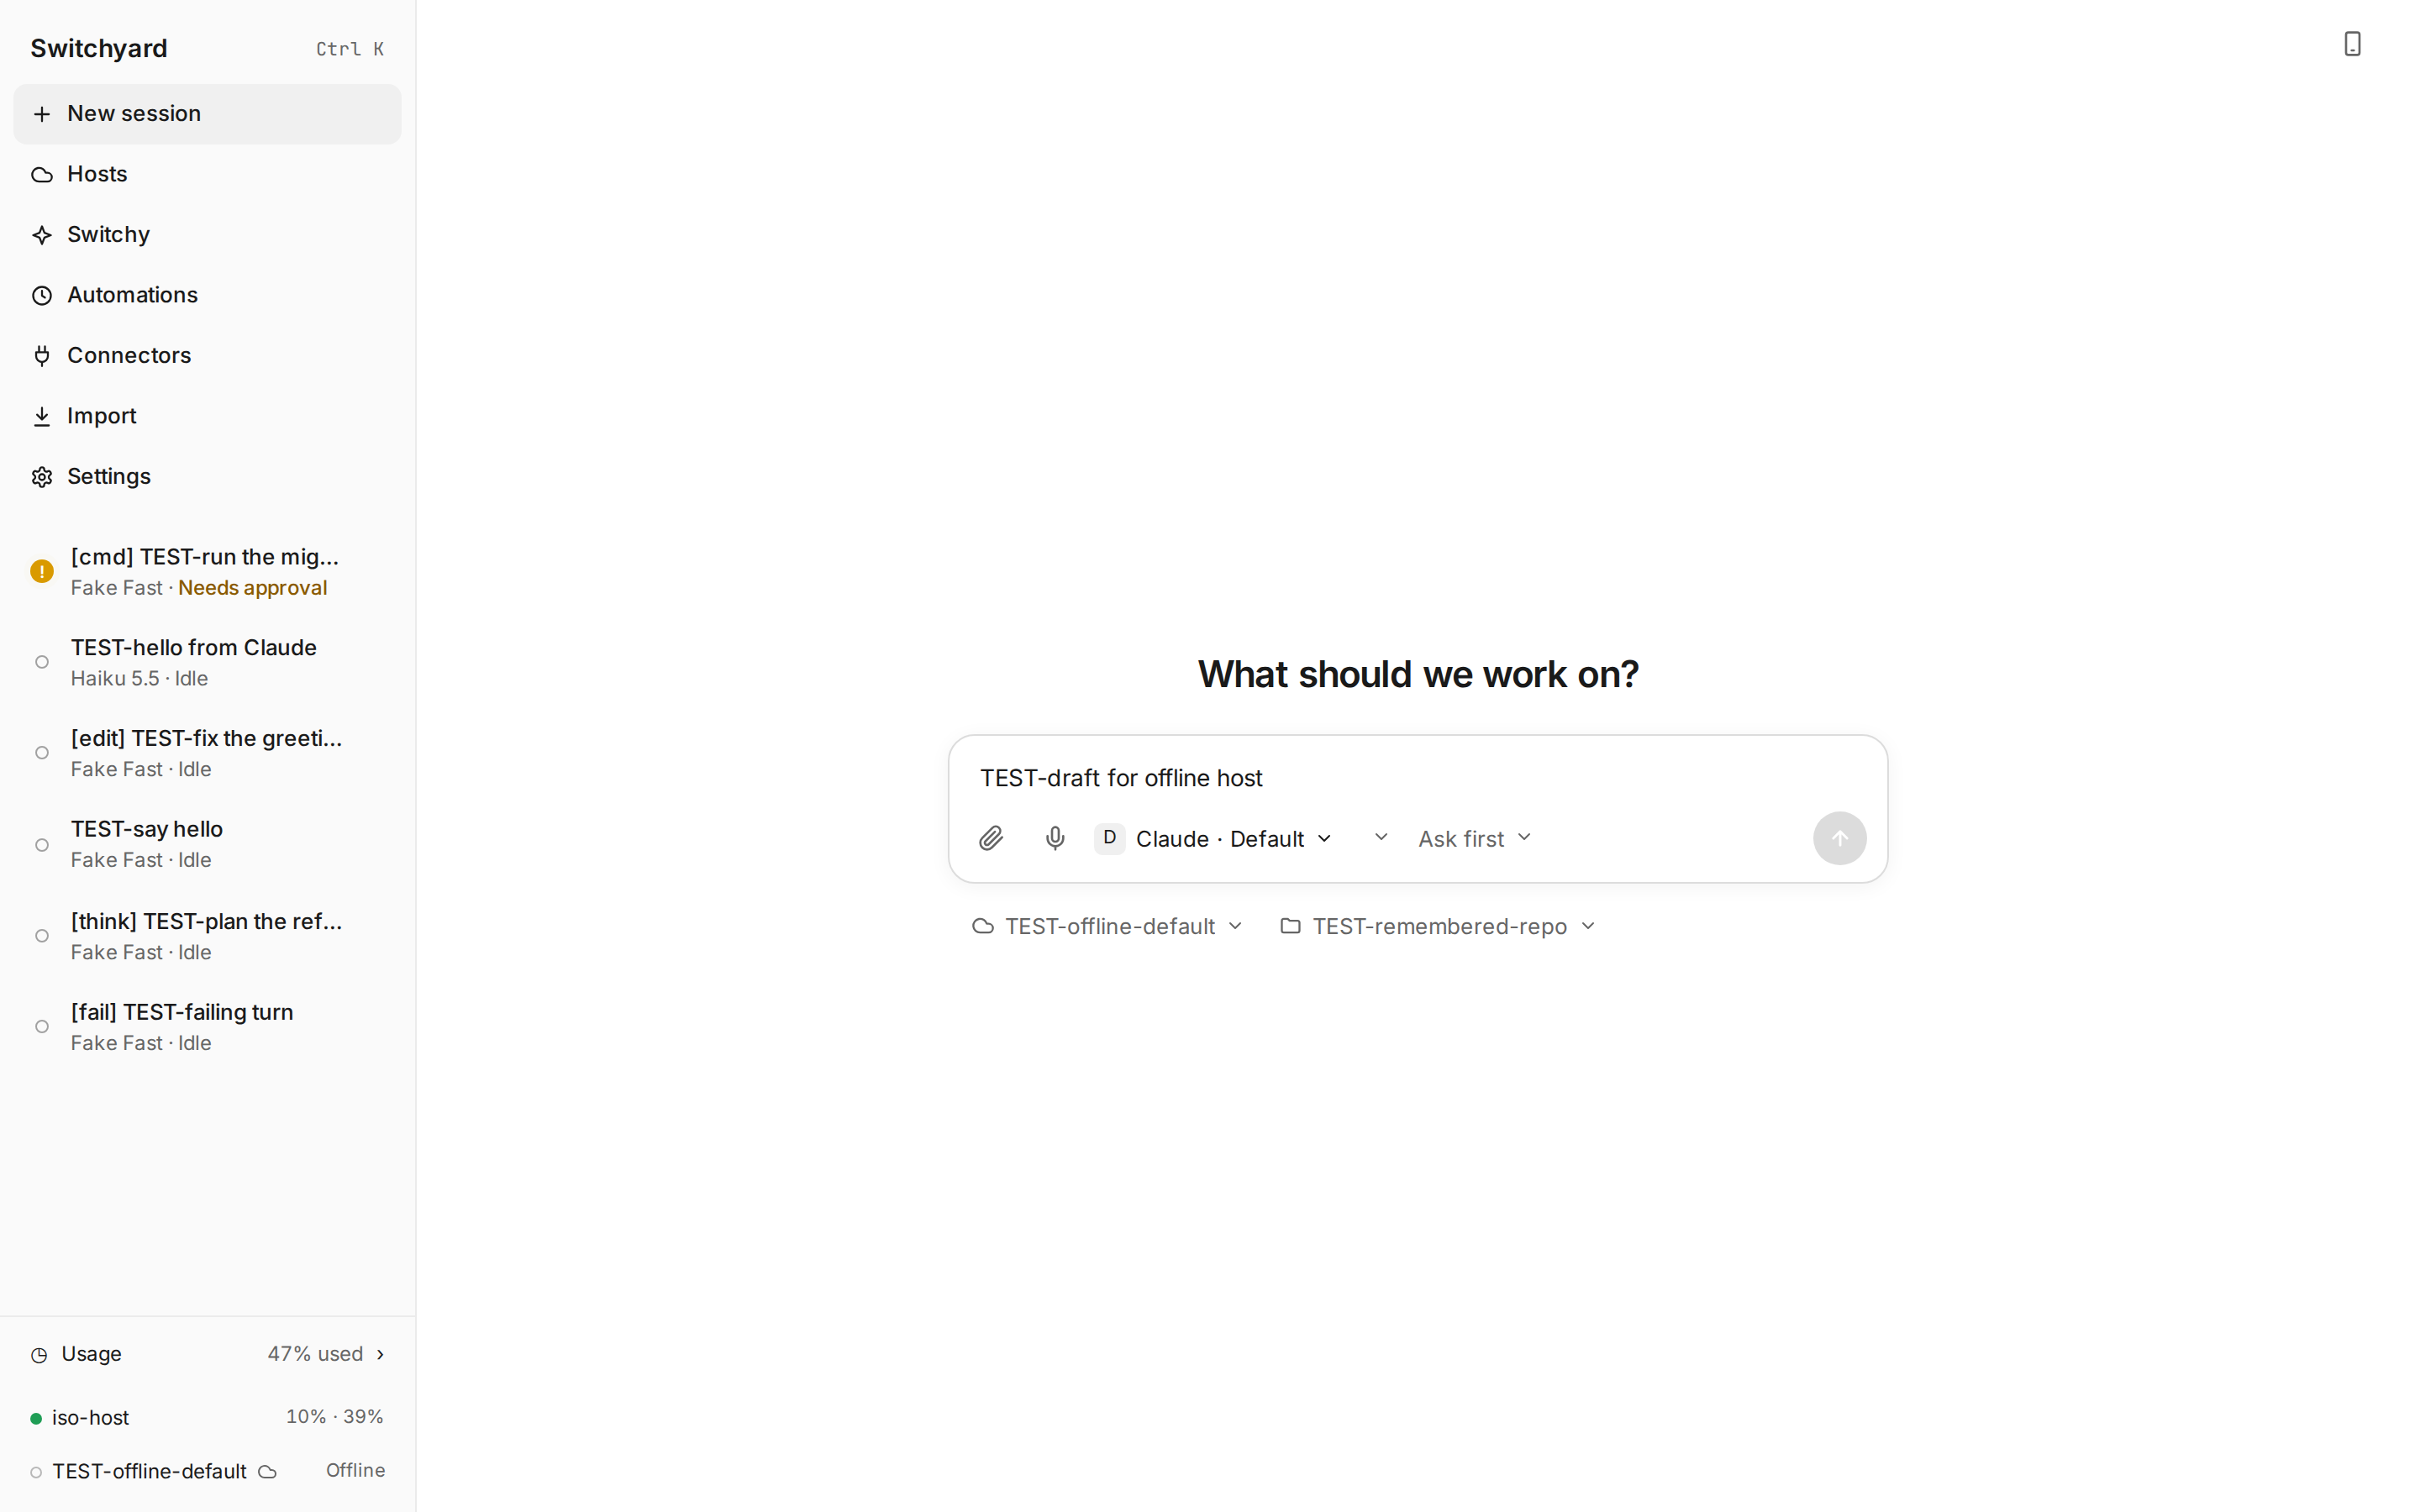 Switchyard
Ctrl K
New session
Hosts
Switchy
Automations
Connectors
Import
Settings
[cmd] TEST-run the mig...
Fake Fast · Needs approval
TEST-hello from Claude
Haiku 5.5 · Idle
[edit] TEST-fix the greeti...
Fake Fast · Idle
TEST-say hello
Fake Fast · Idle
[think] TEST-plan the ref...
Fake Fast · Idle
[fail] TEST-failing turn
Fake Fast · Idle
Usage
47% used
iso-host
10% · 39%
TEST-offline-default
Offline
What should we work on?
TEST-draft for offline host
D Claude · Default
Ask first
TEST-offline-default
TEST-remembered-repo